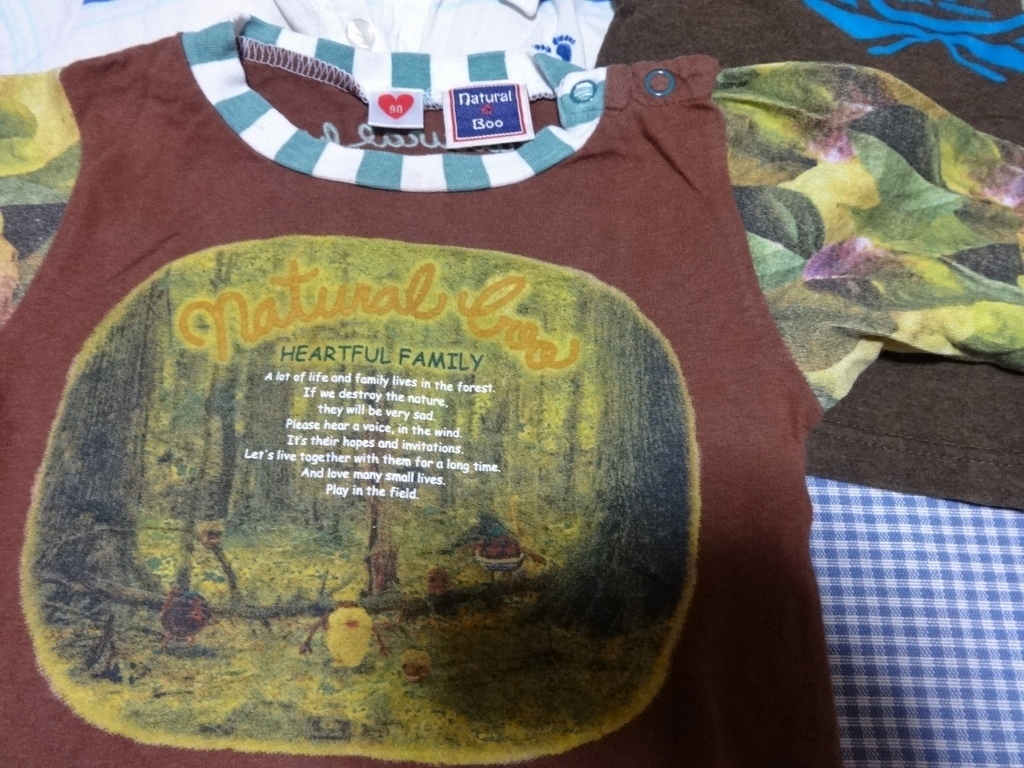 90
Natural
Boo
Natural boo
HEARTFUL FAMILY
A lot of life and family lives in the forest.
If we destroy the nature,
they will be very sad.
Please hear a voice, in the wind.
It's their hopes and invitations.
Let's live together with them for a long time.
And love many small lives.
Play in the field.